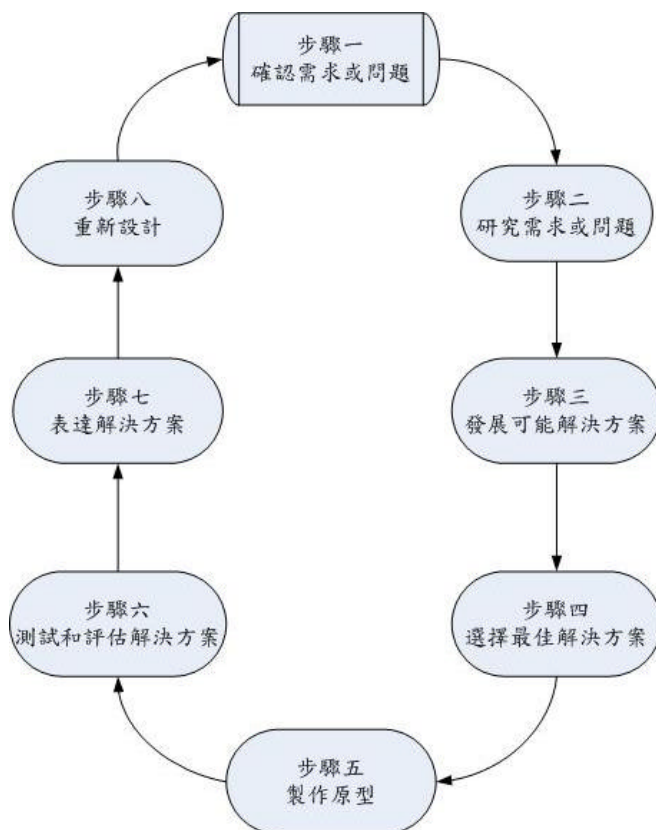 步驟一
確認需求或問題
步驟二
研究需求或問題
步驟三
發展可能解決方案
步驟四
選擇最佳解決方案
步驟五
製作原型
步驟六
測試和評估解決方案
步驟七
表達解決方案
步驟八
重新設計